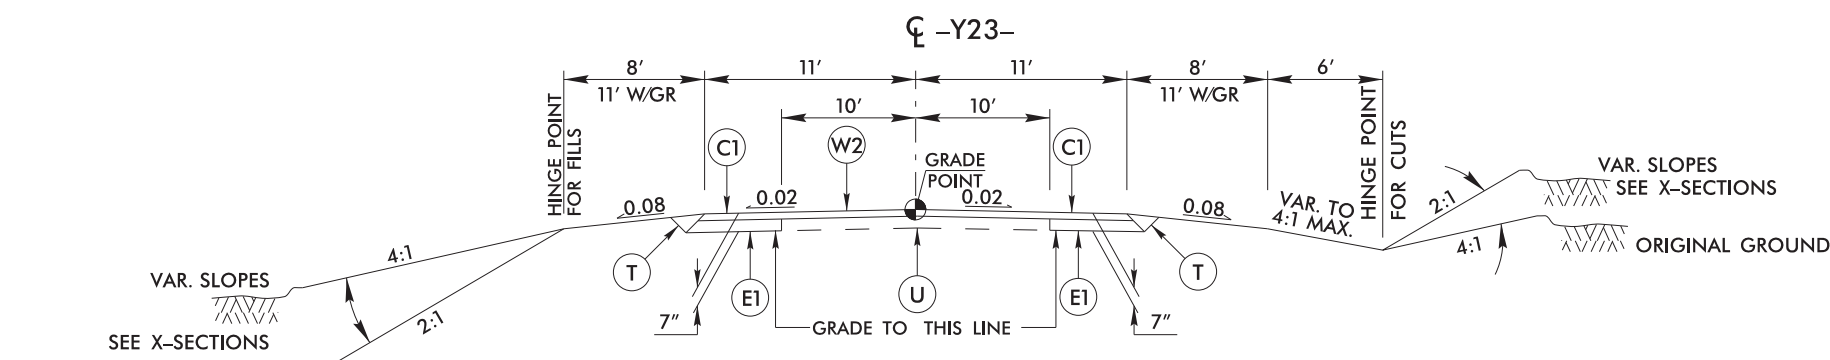 ℄ –Y23–
8' 11' 11' 8' 6'
11' W/GR 11' W/GR
10' 10'
HINGE POINT
FOR FILLS
HINGE POINT
FOR CUTS
C1 W2 C1
GRADE
POINT
0.08 0.02 0.02 0.08
VAR. TO
4:1 MAX.
2:1
VAR. SLOPES
SEE X–SECTIONS
4:1
ORIGINAL GROUND
4:1
VAR. SLOPES
2:1
SEE X–SECTIONS
T E1 U E1 T
7" GRADE TO THIS LINE 7"